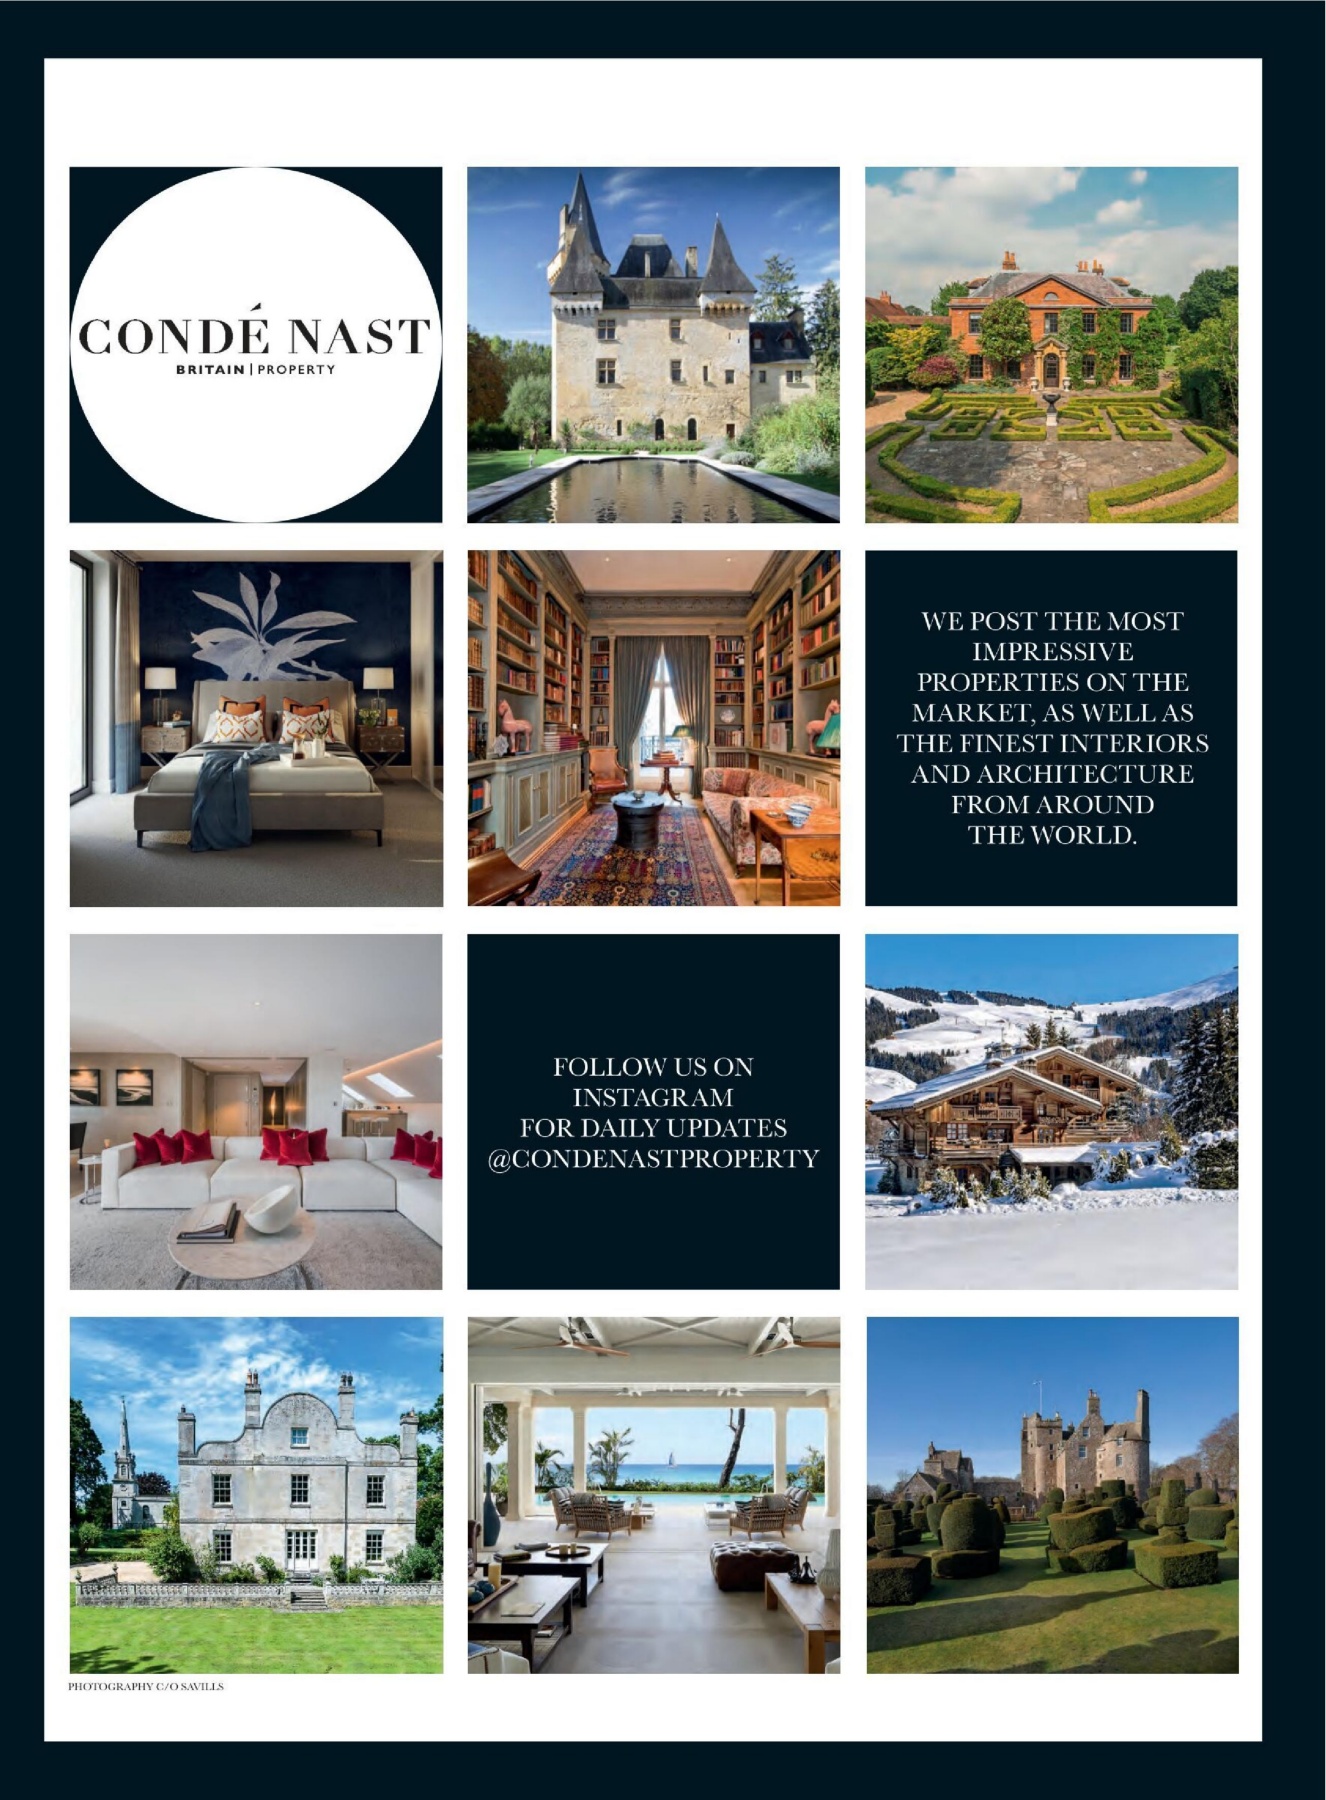 CONDÉ NAST
BRITAIN | PROPERTY
WE POST THE MOST
IMPRESSIVE
PROPERTIES ON THE
MARKET, AS WELL AS
THE FINEST INTERIORS
AND ARCHITECTURE
FROM AROUND
THE WORLD.
FOLLOW US ON
INSTAGRAM
FOR DAILY UPDATES
@CONDENASTPROPERTY
PHOTOGRAPHY C/O SAVILLS